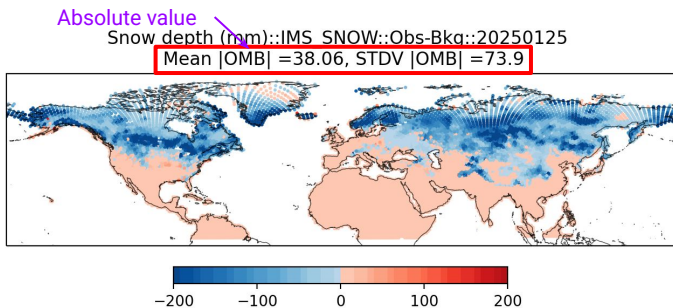 Absolute value
Snow depth (mm)::IMS_SNOW::Obs-Bkg::20250125
Mean |OMB| =38.06, STDV |OMB| =73.9
−200 −100 0 100 200